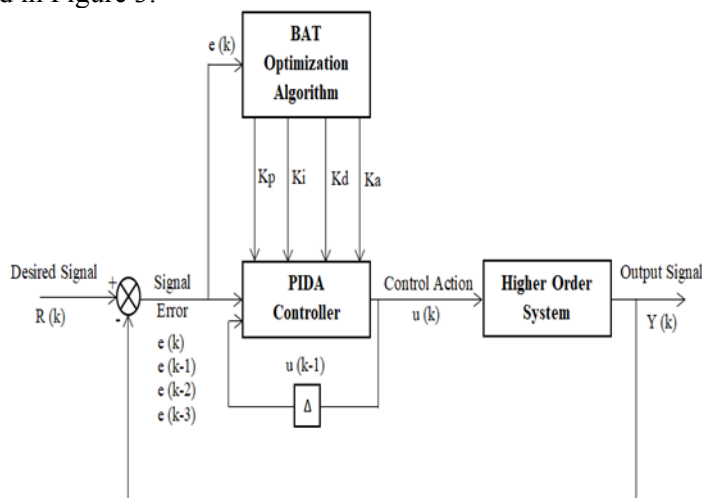 d in Figure 3.
BAT
Optimization
Algorithm
e (k)
Kp Ki Kd Ka
Desired Signal
R (k)
+
-
Signal
Error
e (k)
e (k-1)
e (k-2)
e (k-3)
PIDA
Controller
u (k-1)
Δ
Control Action
u (k)
Higher Order
System
Output Signal
Y (k)